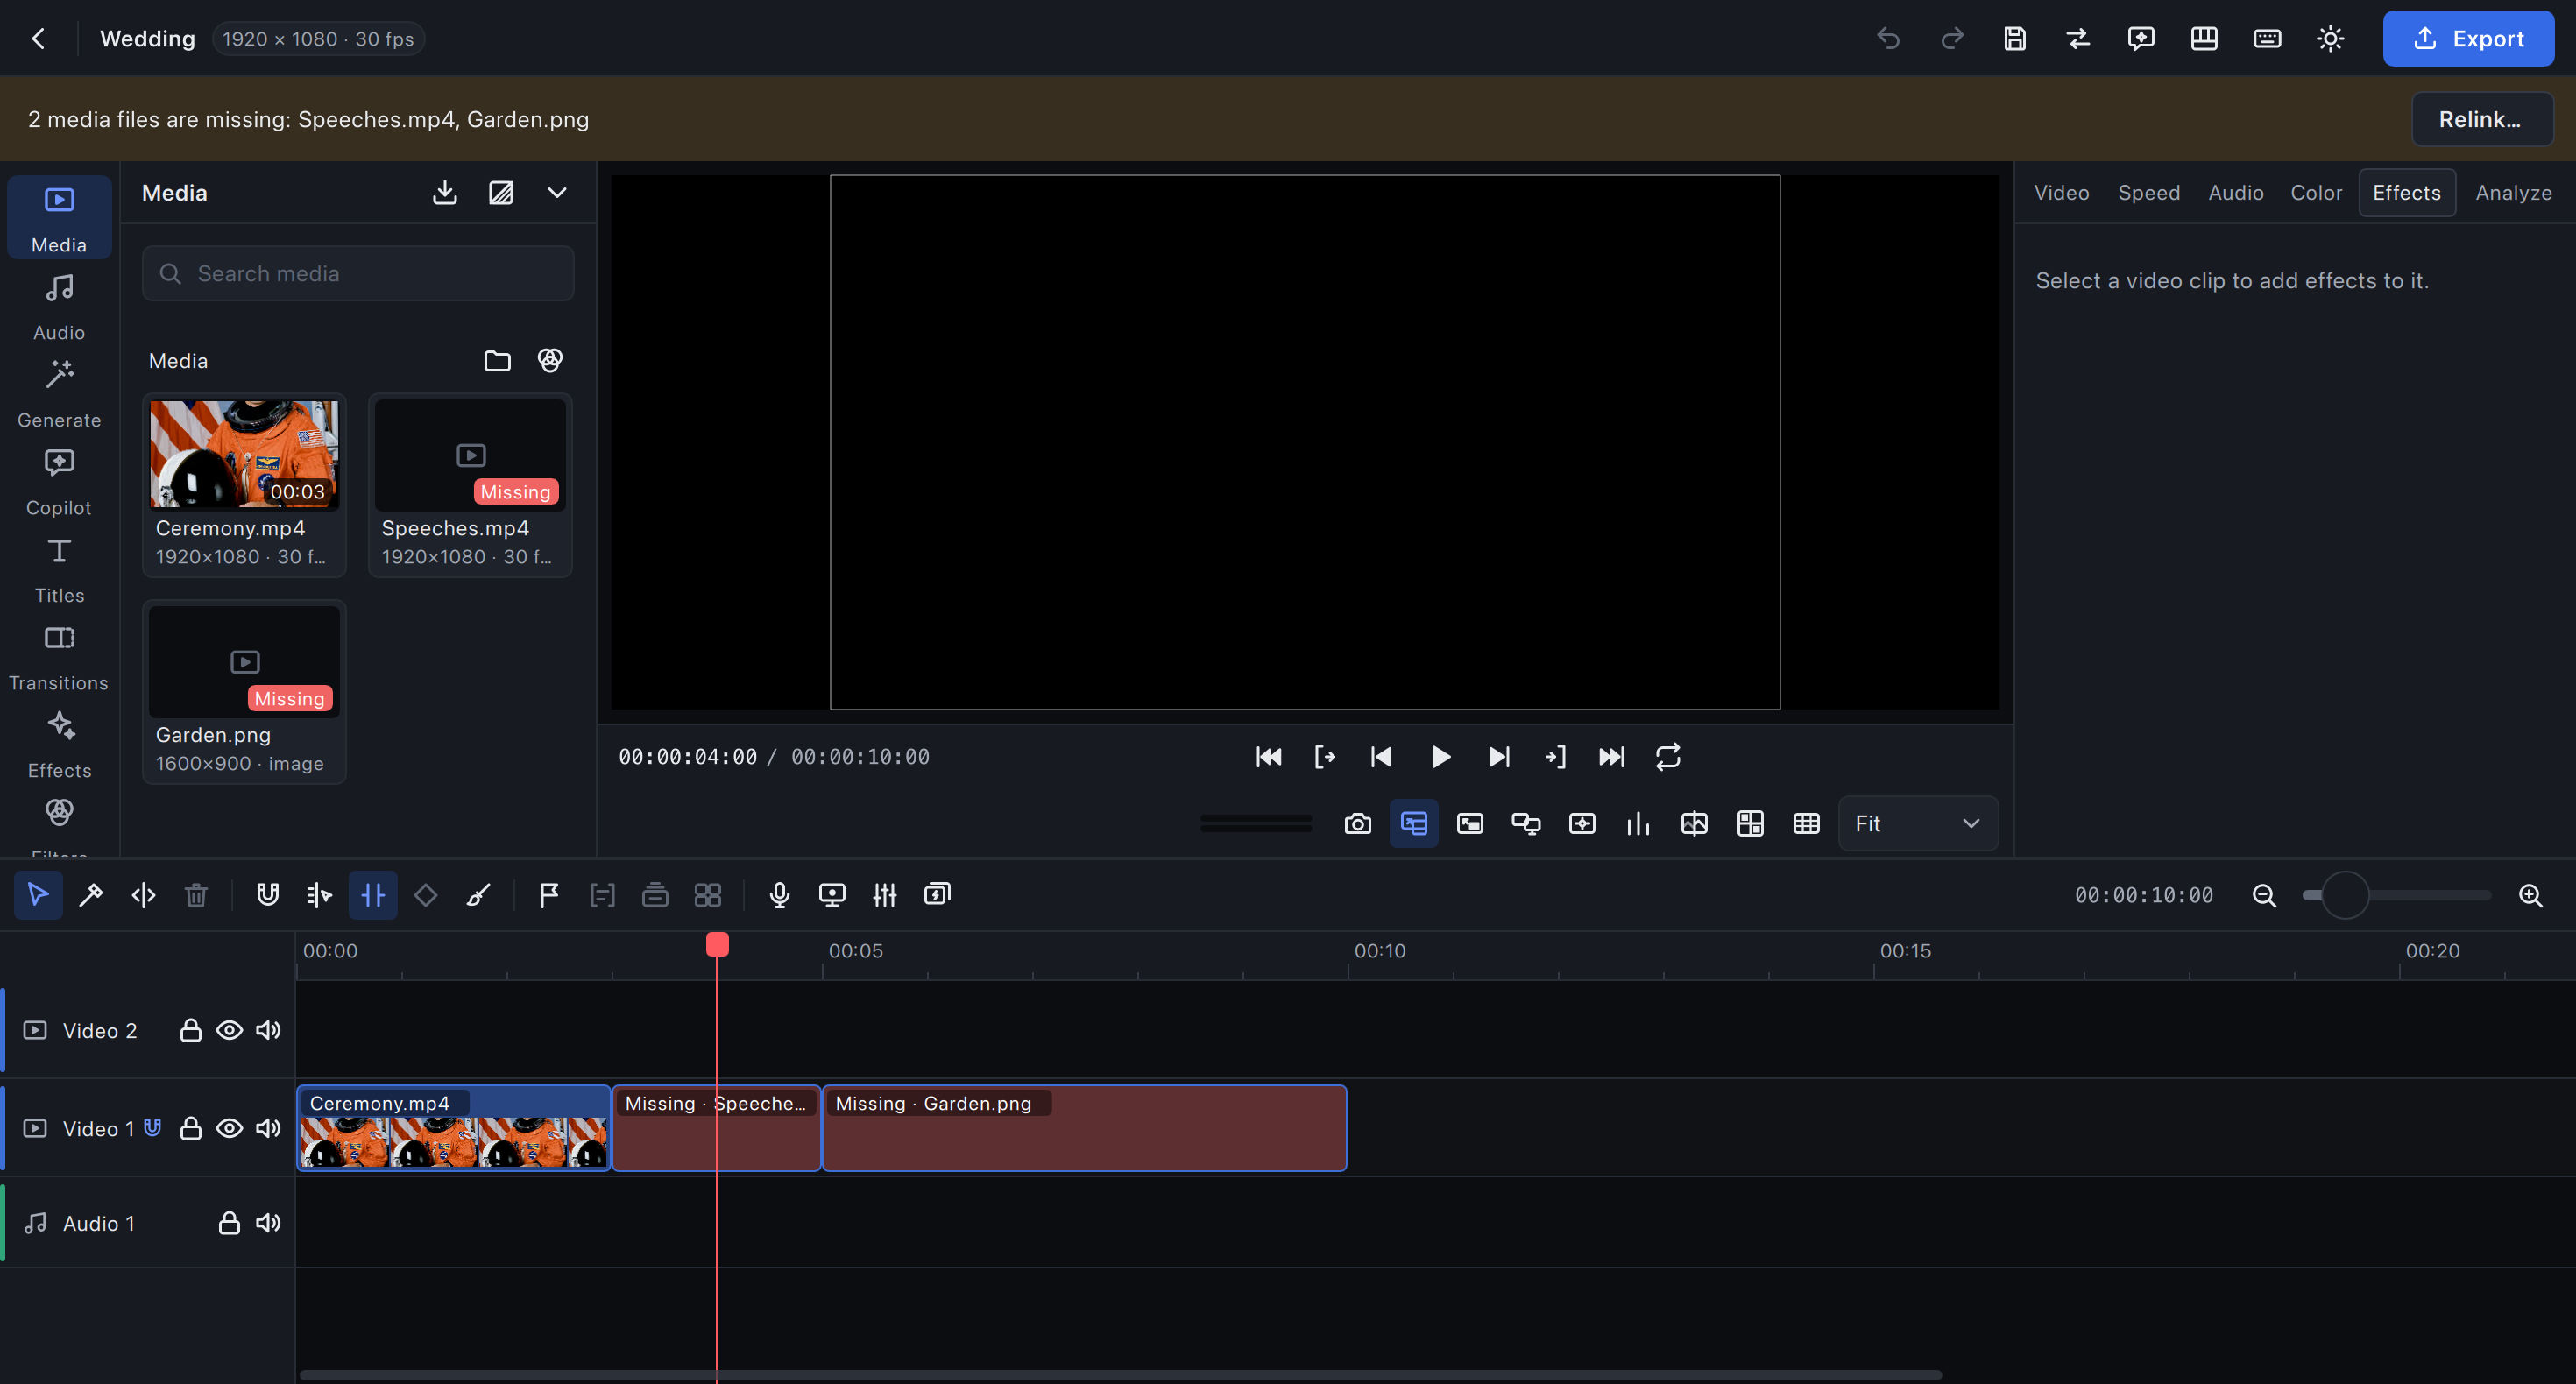 Wedding
1920 × 1080 · 30 fps
Export
2 media files are missing: Speeches.mp4, Garden.png
Relink...
Media
Audio
Generate
Copilot
Titles
Transitions
Effects
Filters
Media
Search media
Media
00:03
Ceremony.mp4
1920×1080 · 30 f...
Missing
Speeches.mp4
1920×1080 · 30 f...
Missing
Garden.png
1600×900 · image
00:00:04:00 / 00:00:10:00
Fit
Video Speed Audio Color Effects Analyze
Select a video clip to add effects to it.
00:00:10:00
00:00 00:05 00:10 00:15 00:20
Video 2
Video 1
Ceremony.mp4
Missing · Speeche...
Missing · Garden.png
Audio 1